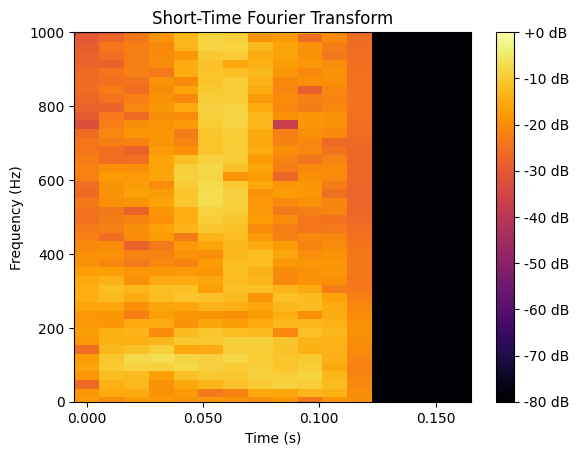 Short-Time Fourier Transform
1000
800
600
400
200
0
Frequency (Hz)
0.000
0.050
0.100
0.150
Time (s)
+0 dB
-10 dB
-20 dB
-30 dB
-40 dB
-50 dB
-60 dB
-70 dB
-80 dB